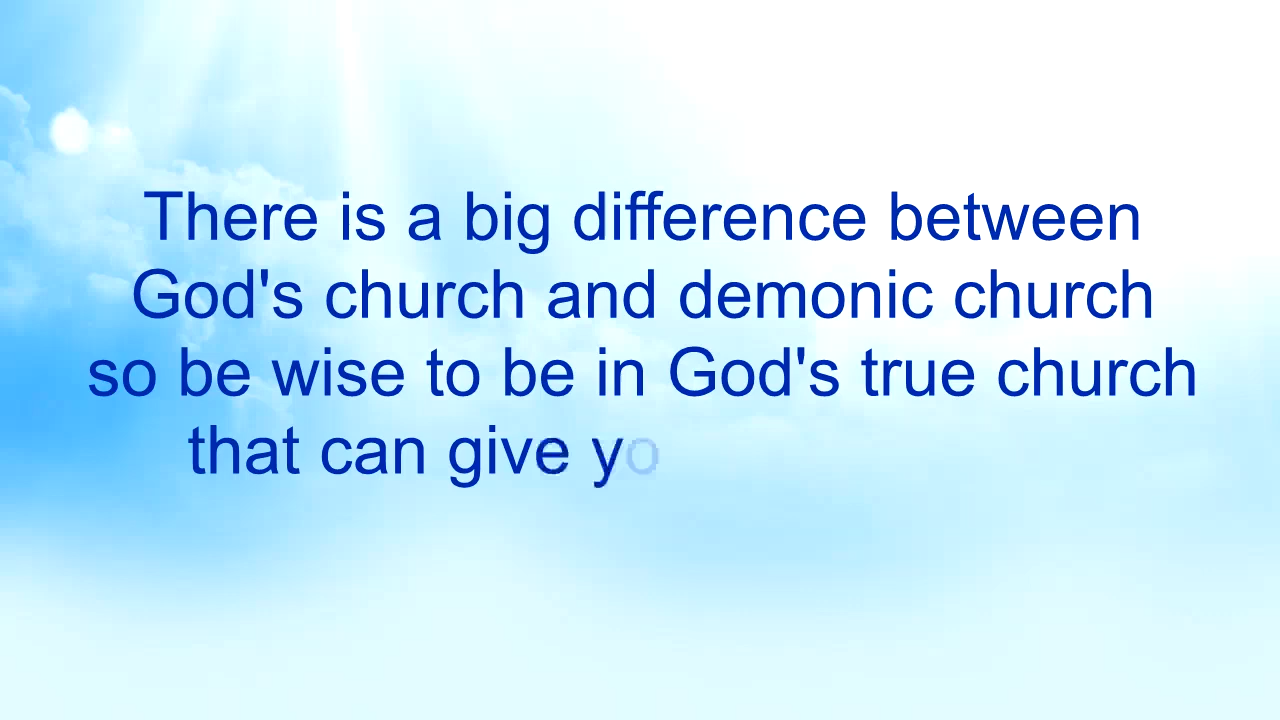 There is a big difference between
God's church and demonic church
so be wise to be in God's true church
that can give yo